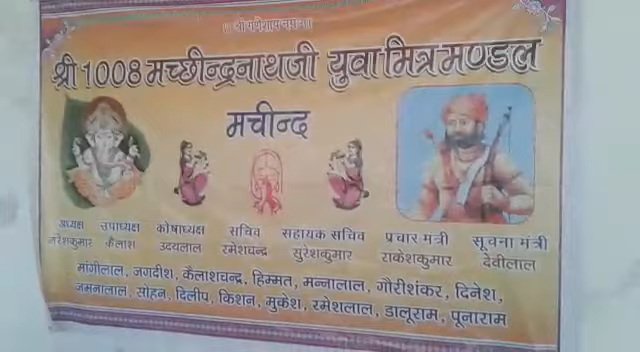 ॥ श्री गणेशाय नमः ॥
श्री 1008 मच्छीन्द्रनाथजी युवा मित्र मण्डल
मचीन्द
अध्यक्ष उपाध्यक्ष कोषाध्यक्ष सचिव सहायक सचिव प्रचार मंत्री सूचना मंत्री
नरेशकुमार कैलाश उदयलाल रमेशचन्द्र सुरेशकुमार राकेशकुमार देवीलाल
मांगीलाल, जगदीश, कैलाशचन्द्र, हिम्मत, मन्नालाल, गौरीशंकर, दिनेश,
जमनालाल, सोहन, दिलीप, किशन, मुकेश, रमेशलाल, डालूराम, पूनाराम